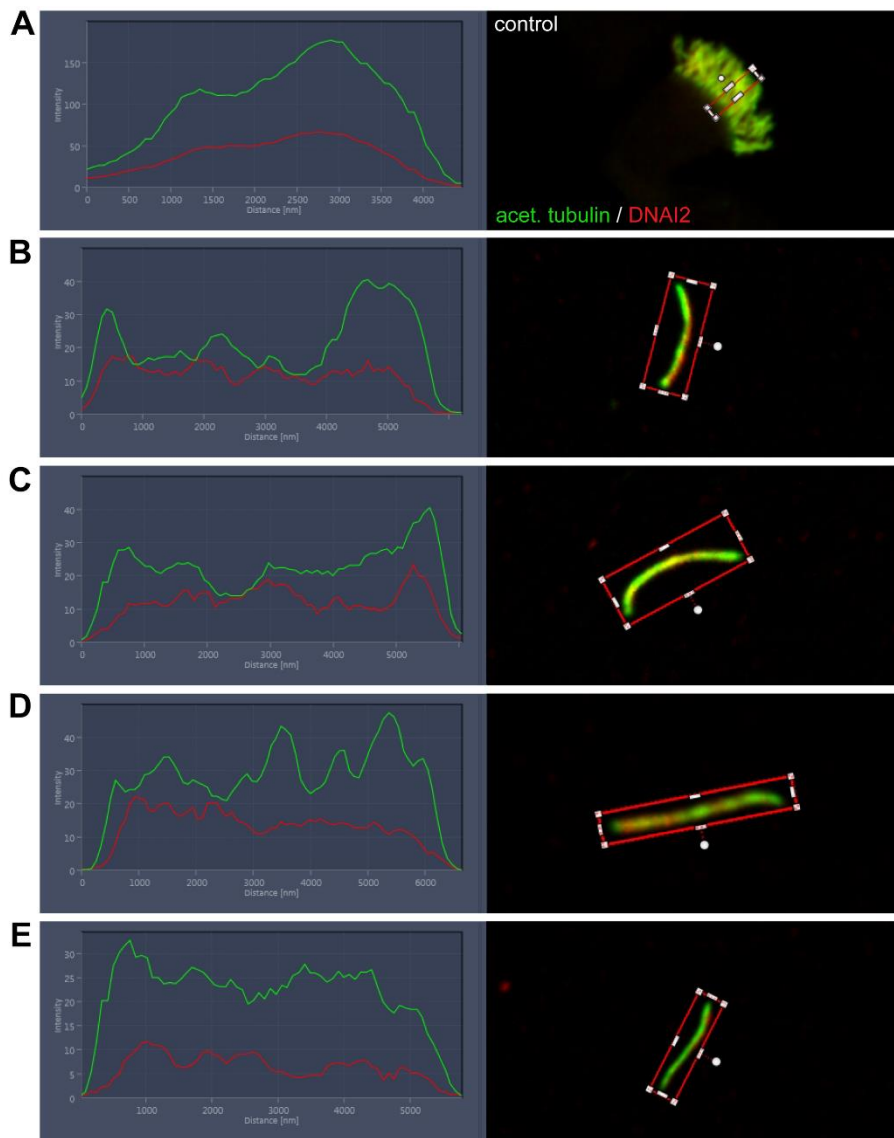 A
control
Intensity
150
100
50
0
0 500 1000 1500 2000 2500 3000 3500 4000
Distance [nm]
acet. tubulin / DNAI2
B
Intensity
40
30
20
10
0
0 1000 2000 3000 4000 5000
Distance [nm]
C
Intensity
40
30
20
10
0
0 1000 2000 3000 4000 5000
Distance [nm]
D
Intensity
40
30
20
10
0
0 1000 2000 3000 4000 5000 6000
Distance [nm]
E
Intensity
30
25
20
15
10
5
0
1000 2000 3000 4000 5000
Distance [nm]